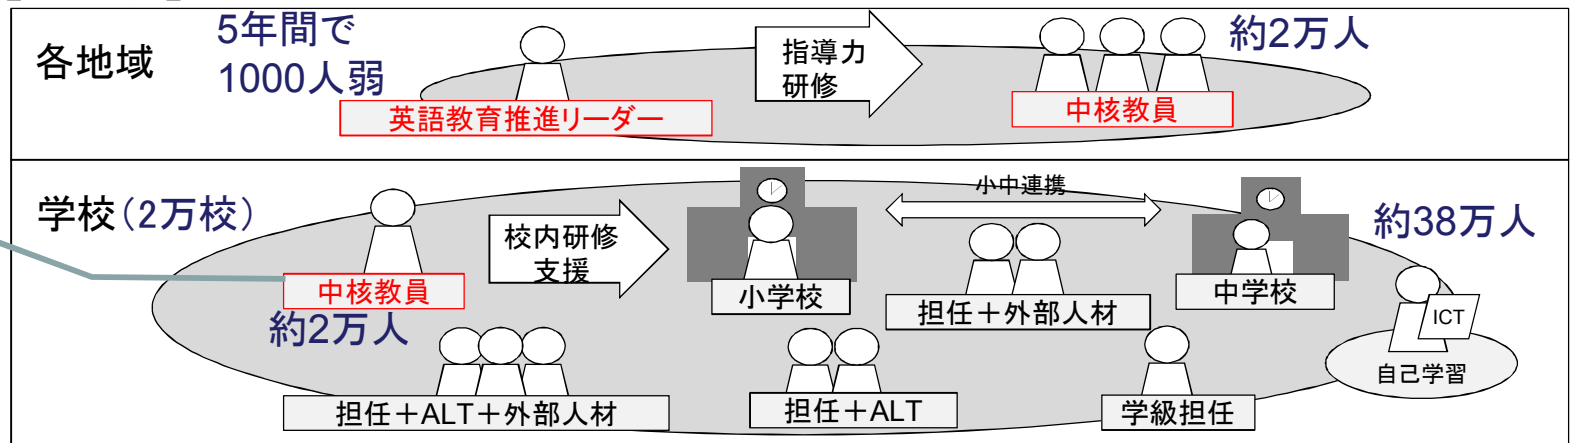 各地域
5年間で
1000人弱
英語教育推進リーダー
指導力
研修
約2万人
中核教員
学校(2万校)
中核教員
約2万人
校内研修
支援
小学校
小中連携
担任＋外部人材
中学校
約38万人
ICT
自己学習
担任＋ALT＋外部人材
担任＋ALT
学級担任